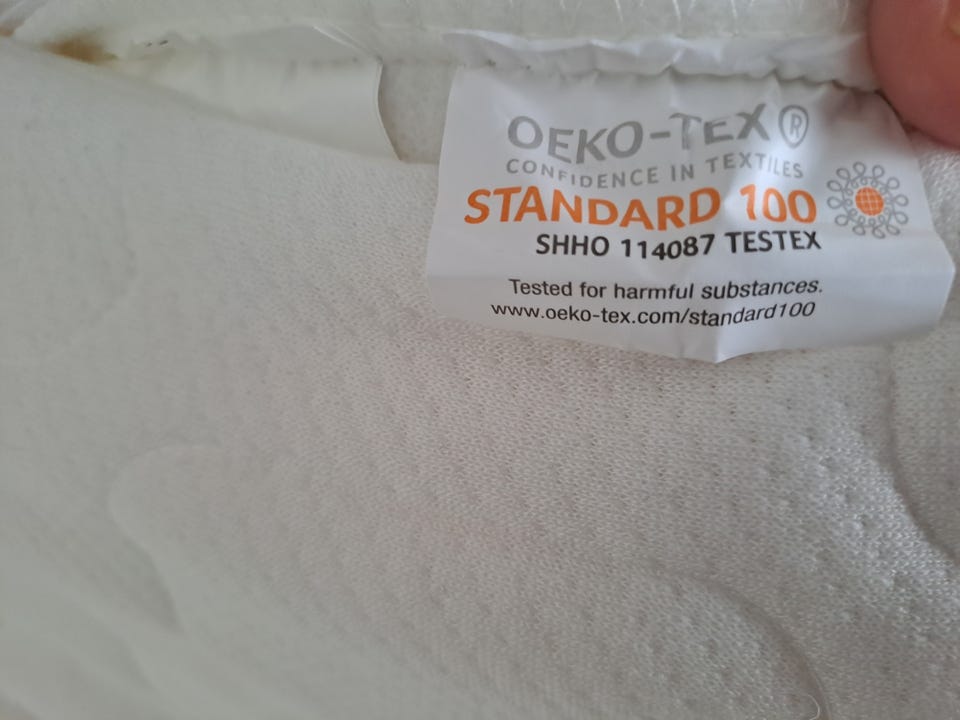 OEKO-TEX®
CONFIDENCE IN TEXTILES
STANDARD 100
SHHO 114087 TESTEX
Tested for harmful substances.
www.oeko-tex.com/standard100